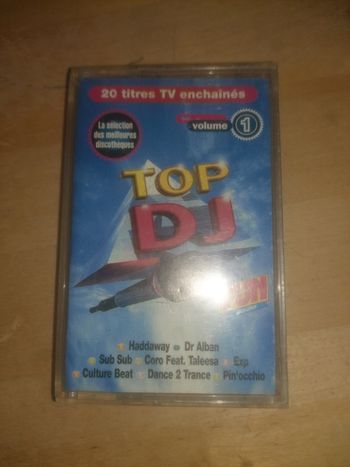 20 titres TV enchaînés
La sélection
des meilleures
discothèques
volume 1
TOP
DJ
Haddaway Dr Alban
Sub Sub Coro Feat. Taleesa Exp
Culture Beat Dance 2 Trance Pin'occhio